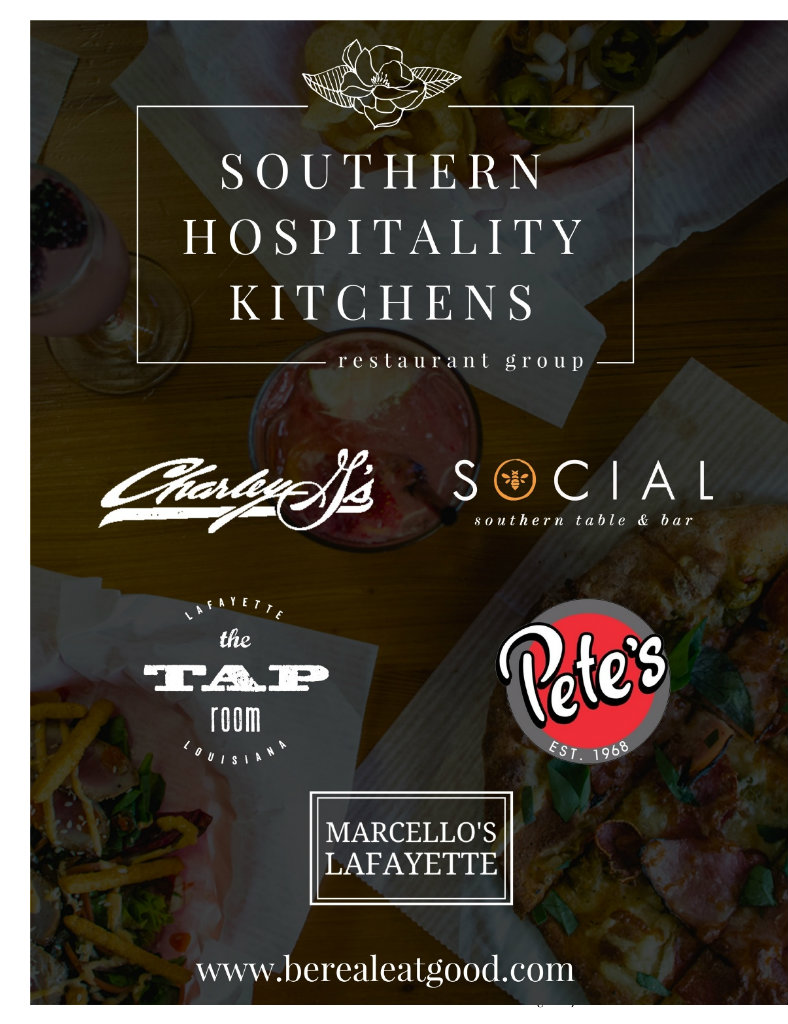 SOUTHERN
HOSPITALITY
KITCHENS
restaurant group
Charley G's
SOCIAL
southern table & bar
LAFAYETTE
the
TAP
room
LOUISIANA
Pete's
EST. 1968
MARCELLO'S
LAFAYETTE
www.berealeatgood.com